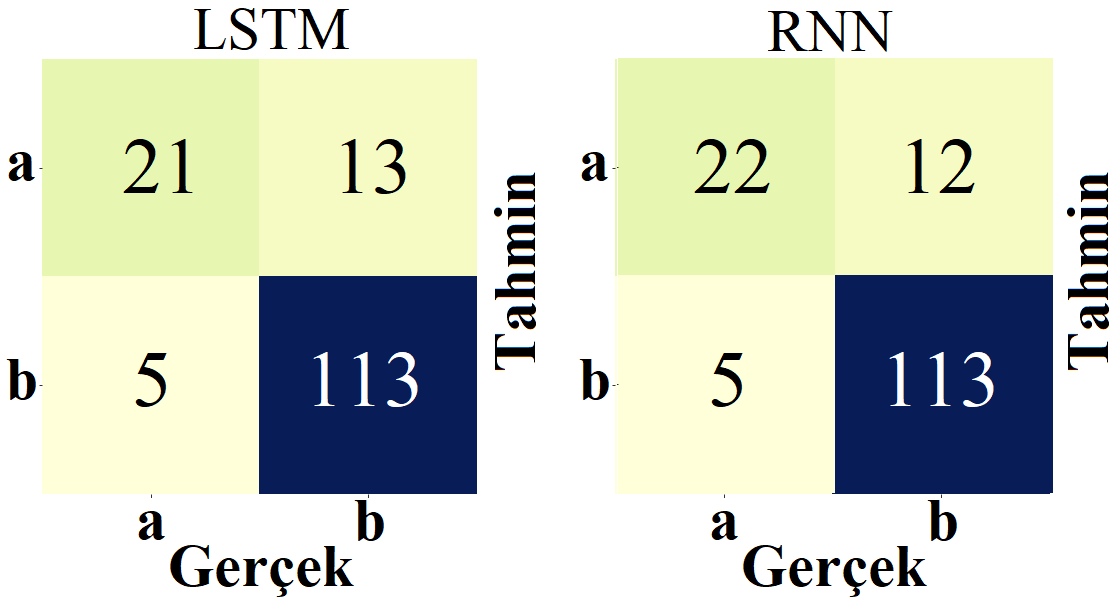 LSTM
a 21 13
b 5 113
a b
Gerçek
Tahmin
RNN
a 22 12
b 5 113
a b
Gerçek
Tahmin